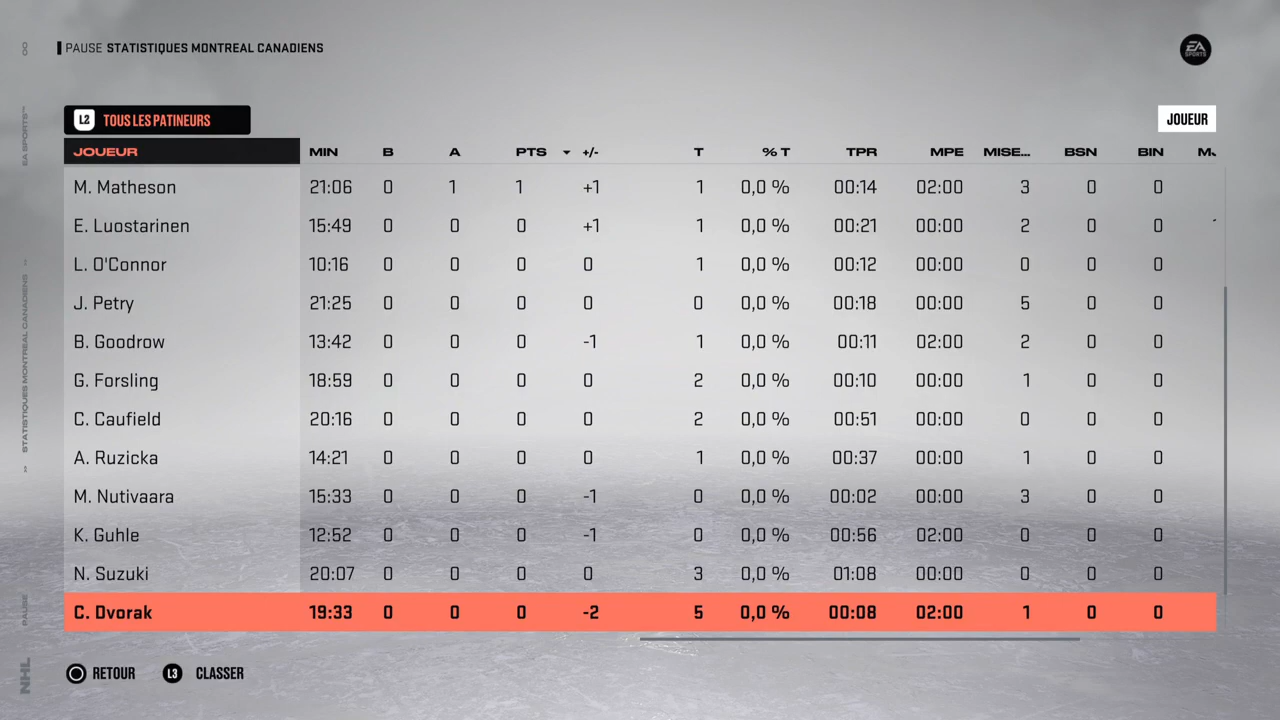 PAUSE STATISTIQUES MONTREAL CANADIENS
EA SPORTS
L2 TOUS LES PATINEURS
JOUEUR
JOUEUR MIN B A PTS +/- T % T TPR MPE MISE... BSN BIN
M. Matheson 21:06 0 1 1 +1 1 0,0 % 00:14 02:00 3 0 0
E. Luostarinen 15:49 0 0 0 +1 1 0,0 % 00:21 00:00 2 0 0
L. O'Connor 10:16 0 0 0 0 1 0,0 % 00:12 00:00 0 0 0
J. Petry 21:25 0 0 0 0 0 0,0 % 00:18 00:00 5 0 0
B. Goodrow 13:42 0 0 0 -1 1 0,0 % 00:11 02:00 2 0 0
G. Forsling 18:59 0 0 0 0 2 0,0 % 00:10 00:00 1 0 0
C. Caufield 20:16 0 0 0 0 2 0,0 % 00:51 00:00 0 0 0
A. Ruzicka 14:21 0 0 0 0 1 0,0 % 00:37 00:00 1 0 0
M. Nutivaara 15:33 0 0 0 -1 0 0,0 % 00:02 00:00 3 0 0
K. Guhle 12:52 0 0 0 -1 0 0,0 % 00:56 02:00 0 0 0
N. Suzuki 20:07 0 0 0 0 3 0,0 % 01:08 00:00 0 0 0
C. Dvorak 19:33 0 0 0 -2 5 0,0 % 00:08 02:00 1 0 0
RETOUR L3 CLASSER
NHL PAUSE >> STATISTIQUES MONTREAL CANADIENS >> EA SPORTS™